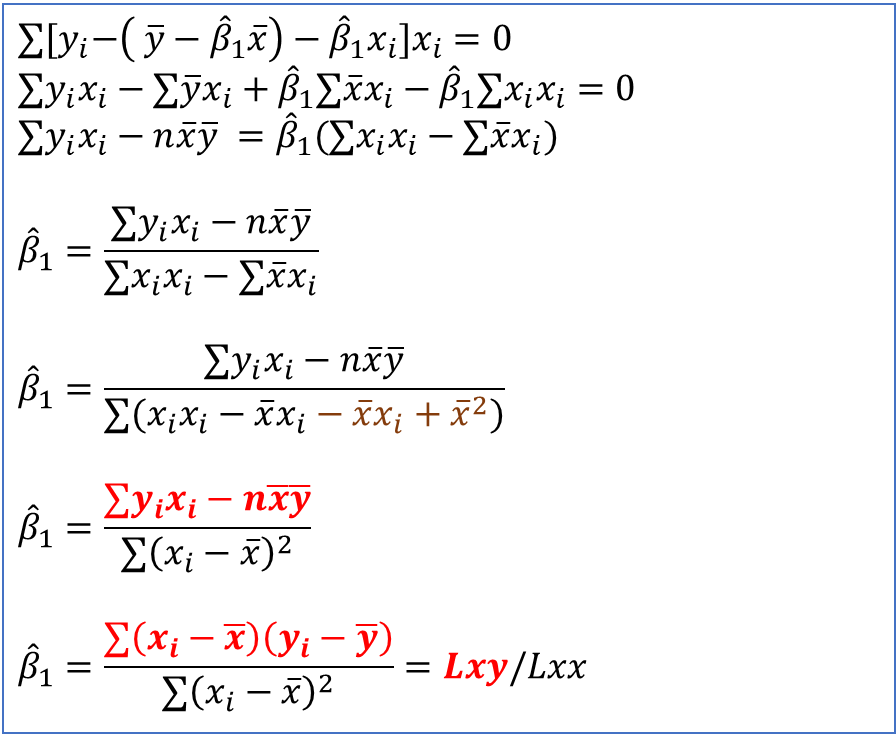 ∑[yᵢ−( ȳ − β̂₁x̄) − β̂₁xᵢ]xᵢ = 0
∑yᵢxᵢ − ∑ȳxᵢ + β̂₁∑x̄xᵢ − β̂₁∑xᵢxᵢ = 0
∑yᵢxᵢ − nx̄ȳ = β̂₁(∑xᵢxᵢ − ∑x̄xᵢ)
β̂₁ = (∑yᵢxᵢ − nx̄ȳ)/(∑xᵢxᵢ − ∑x̄xᵢ)
β̂₁ = (∑yᵢxᵢ − nx̄ȳ)/(∑(xᵢxᵢ − x̄xᵢ − x̄xᵢ + x̄²))
β̂₁ = (∑yᵢxᵢ − nx̄ȳ)/(∑(xᵢ − x̄)²)
β̂₁ = (∑(xᵢ − x̄)(yᵢ − ȳ))/(∑(xᵢ − x̄)²) = Lxy/Lxx